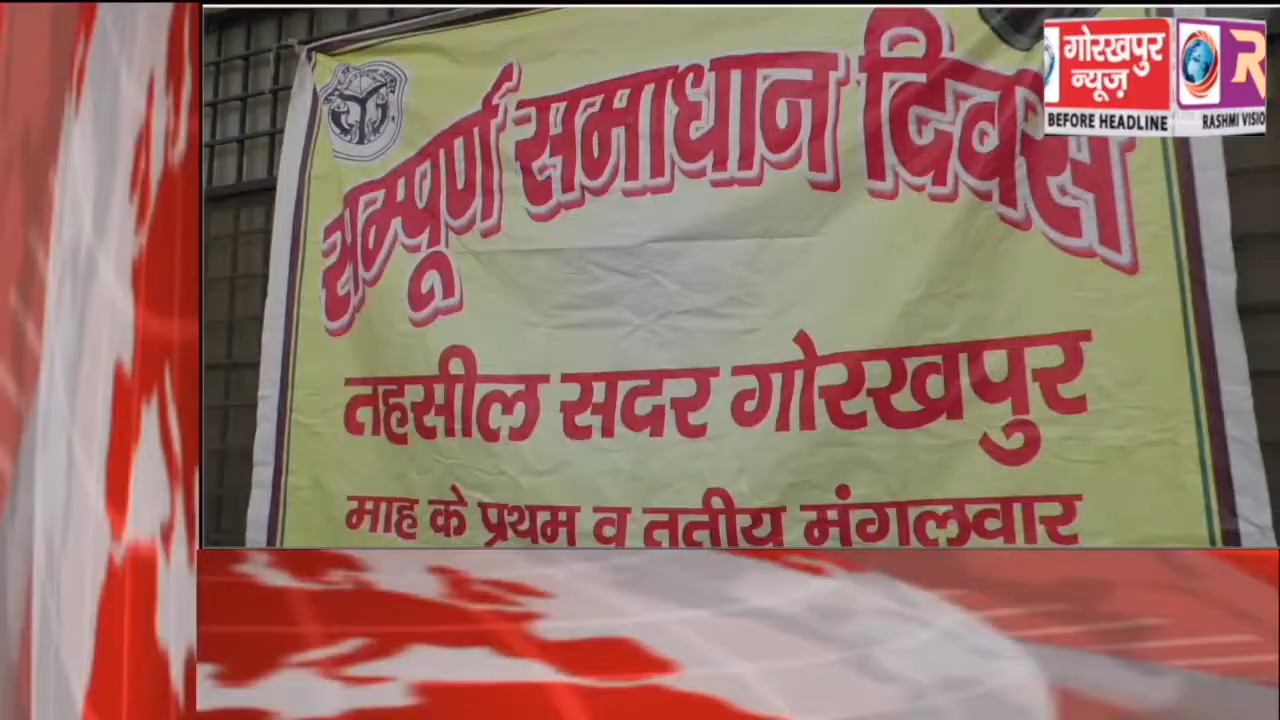 सम्पूर्ण समाधान दिवस
तहसील सदर गोरखपुर
माह के प्रथम व तृतीय मंगलवार
गोरखपुर
न्यूज़
BEFORE HEADLINE
R
RASHMI VISIO